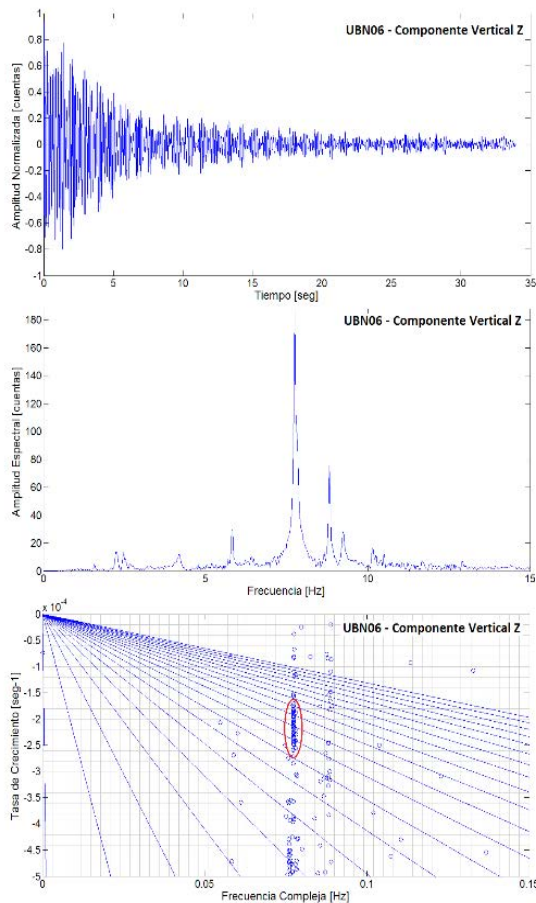 UBN06 - Componente Vertical Z
Amplitud Normalizada [cuentas]
1
0.8
0.6
0.4
0.2
0
-0.2
-0.4
-0.6
-0.8
-1
0 5 10 15 20 25 30 35
Tiempo [seg]
UBN06 - Componente Vertical Z
Amplitud Espectral [cuentas]
180
160
140
120
100
80
60
40
20
0
5 10 15
Frecuencia [Hz]
UBN06 - Componente Vertical Z
Tasa de Crecimiento [seg-1]
x 10-4
0
-0.5
-1
-1.5
-2
-2.5
-3
-3.5
-4
-4.5
-5
0 0.05 0.1 0.15
Frecuencia Compleja [Hz]